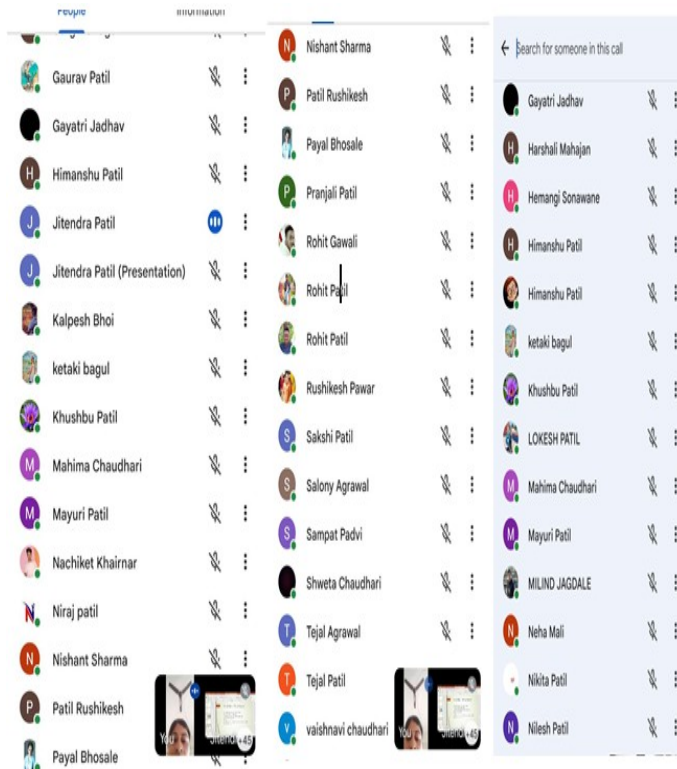 People
Information
Gaurav Patil
Gayatri Jadhav
H Himanshu Patil
J Jitendra Patil
J Jitendra Patil (Presentation)
Kalpesh Bhoi
ketaki bagul
Khushbu Patil
M Mahima Chaudhari
M Mayuri Patil
Nachiket Khairnar
N Niraj patil
N Nishant Sharma
P Patil Rushikesh
Payal Bhosale
You
+45
N Nishant Sharma
P Patil Rushikesh
Payal Bhosale
P Pranjali Patil
Rohit Gawali
Rohit Patil
Rohit Patil
Rushikesh Pawar
S Sakshi Patil
S Salony Agrawal
S Sampat Padvi
Shweta Chaudhari
T Tejal Agrawal
T Tejal Patil
v vaishnavi chaudhari
You
+45
Search for someone in this call
Gayatri Jadhav
H Harshali Mahajan
H Hemangi Sonawane
H Himanshu Patil
Himanshu Patil
ketaki bagul
Khushbu Patil
LOKESH PATIL
M Mahima Chaudhari
M Mayuri Patil
MILIND JAGDALE
N Neha Mali
Nikita Patil
N Nilesh Patil